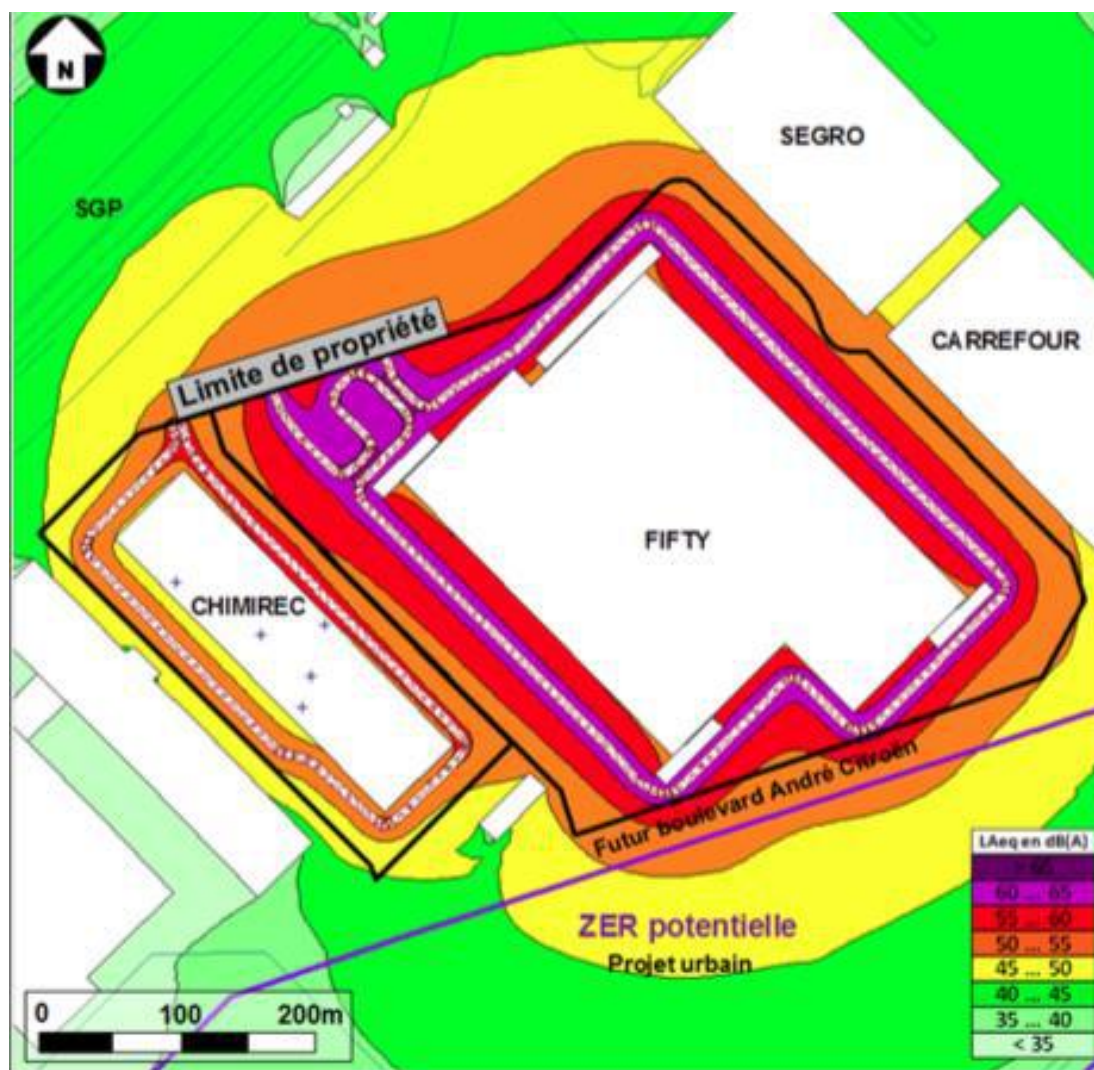 N
SEGRO
SGP
CARREFOUR
Limite de propriété
FIFTY
CHIMIREC
Futur boulevard André Citroën
ZER potentielle
Projet urbain
LAeq en dB(A)
> 65
60 ... 65
55 ... 60
50 ... 55
45 ... 50
40 ... 45
35 ... 40
< 35
0 100 200m